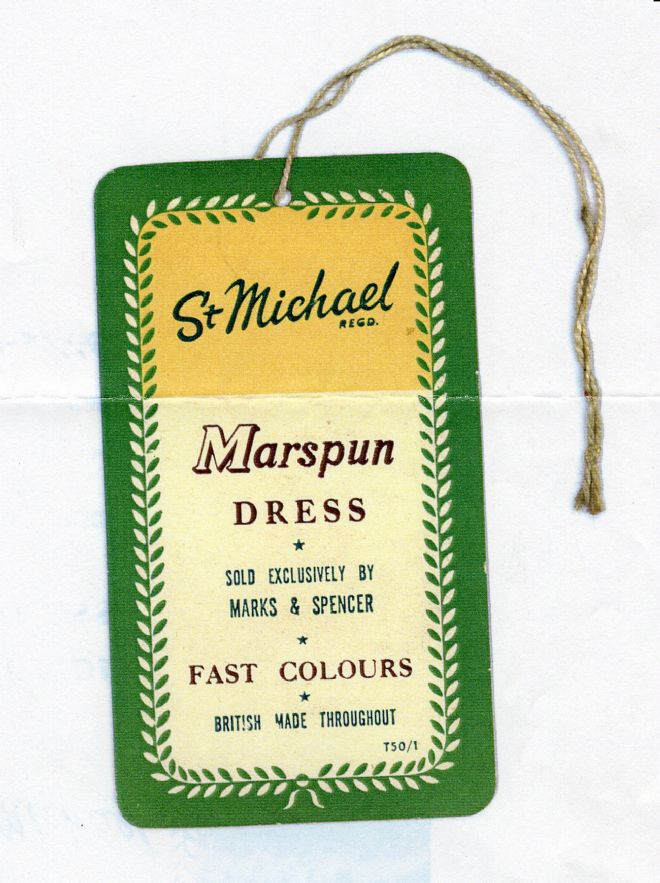 St Michael
REGD.
Marspun
DRESS
SOLD EXCLUSIVELY BY
MARKS & SPENCER
FAST COLOURS
BRITISH MADE THROUGHOUT
T50/1